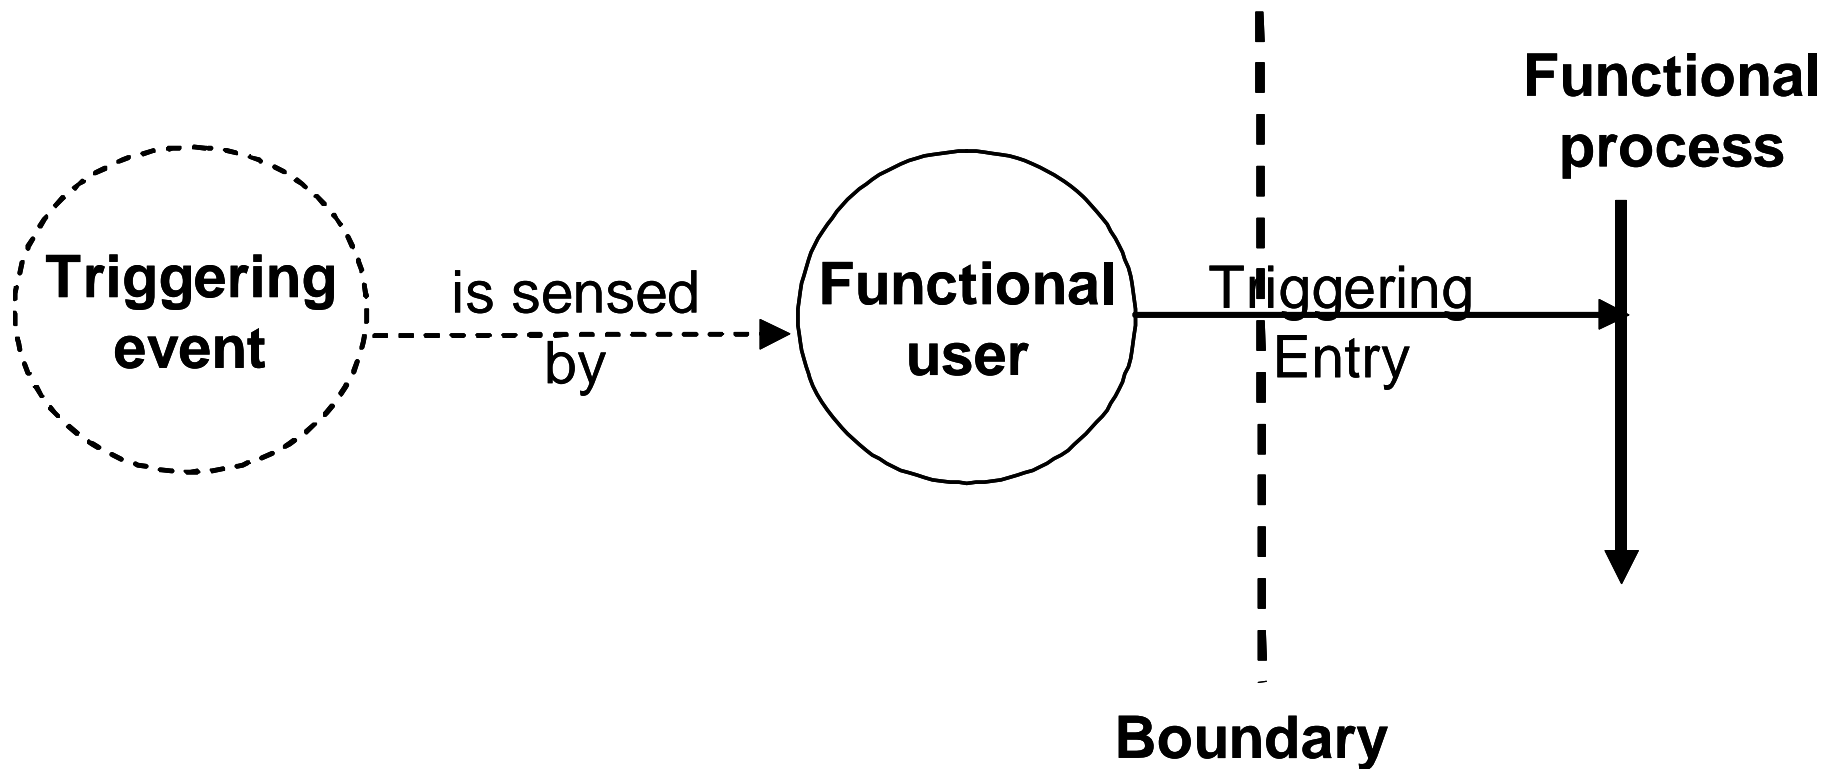 Functional
process
Triggering
event
is sensed
by
Functional
user
Triggering
Entry
Boundary